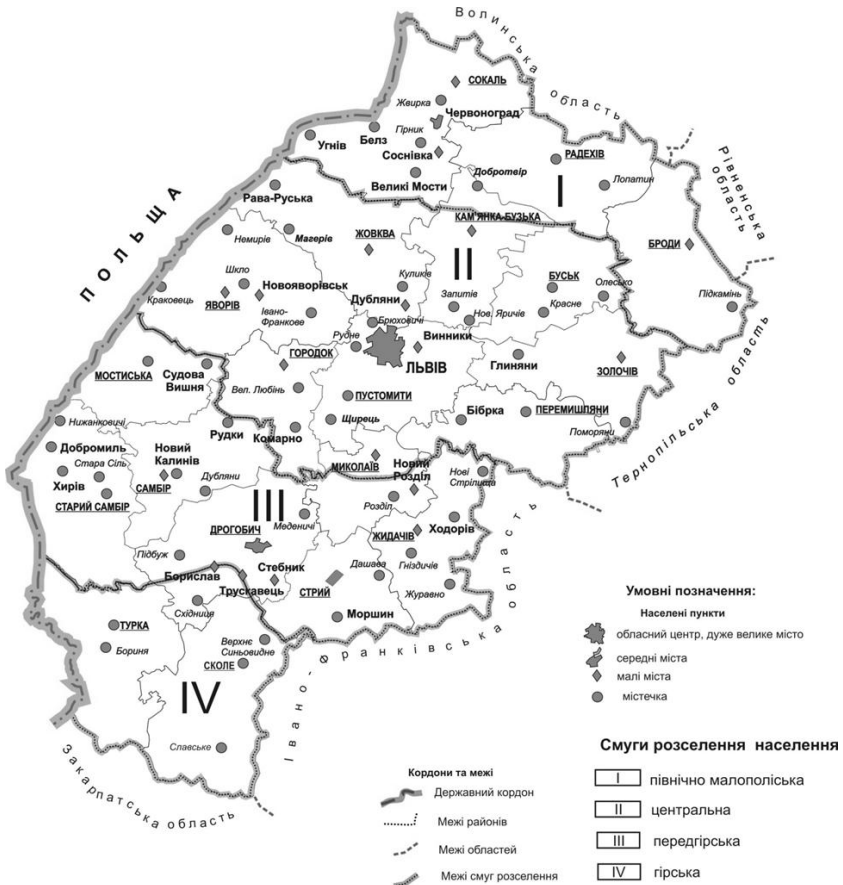 Волинська область
СОКАЛЬ
Жвирка
Червоноград
Гірник
Белз
Угнів
Соснівка
РАДЕХІВ
Добротвір
Великі Мости
I
Лопатин
Рівненська
область
Рава-Руська
ПОЛЬЩА
КАМ'ЯНКА-БУЗЬКА
Немирів
Магерів
ЖОВКВА
II
БРОДИ
Шкло
Новояворівськ
Куликів
БУСЬК
Олесько
Краковець
ЯВОРІВ
Івано-
Франкове
Дубляни
Запитів
Красне
Підкамінь
Брюховичі
Нов. Яричів
Рудне
Винники
ЛЬВІВ
ГОРОДОК
Глиняни
МОСТИСЬКА
Судова
Вишня
ЗОЛОЧІВ
Вел. Любінь
ПУСТОМИТИ
Щирець
Бібрка
ПЕРЕМИШЛЯНИ
Нижанковичі
Рудки
Комарно
Поморяни
Тернопільська область
Добромиль
Новий
Калинів
Стара Сіль
МИКОЛАЇВ
Новий
Розділ
Нові
Стрілища
Хирів
САМБІР
Дубляни
СТАРИЙ САМБІР
III
Розділ
ДРОГОБИЧ
Меденичі
ЖИДАЧІВ
Ходорів
Підбуж
Гніздичів
Борислав
Стебник
Дашава
Трускавець
СТРИЙ
Журавно
Східниця
Моршин
ТУРКА
Верхнє
Синьовидне
Бориня
СКОЛЕ
IV
Славське
Івано-Франківська область
Закарпатська область
Умовні позначення:
Населені пункти
обласний центр, дуже велике місто
середні міста
малі міста
містечка
Кордони та межі
Державний кордон
Межі районів
Межі областей
Межі смуг розселення
Смуги розселення населення
I північно малополіська
II центральна
III передгірська
IV гірська